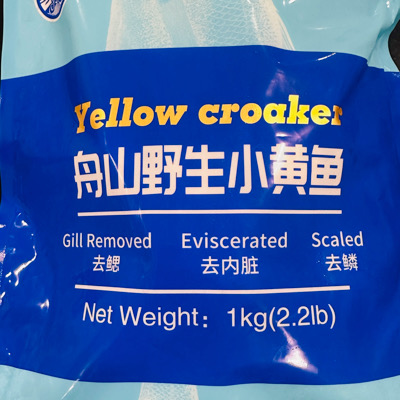 Yellow croaker
舟山野生小黄鱼
Gill Removed Eviscerated Scaled
去鳃 去内脏 去鳞
Net Weight：1kg(2.2lb)